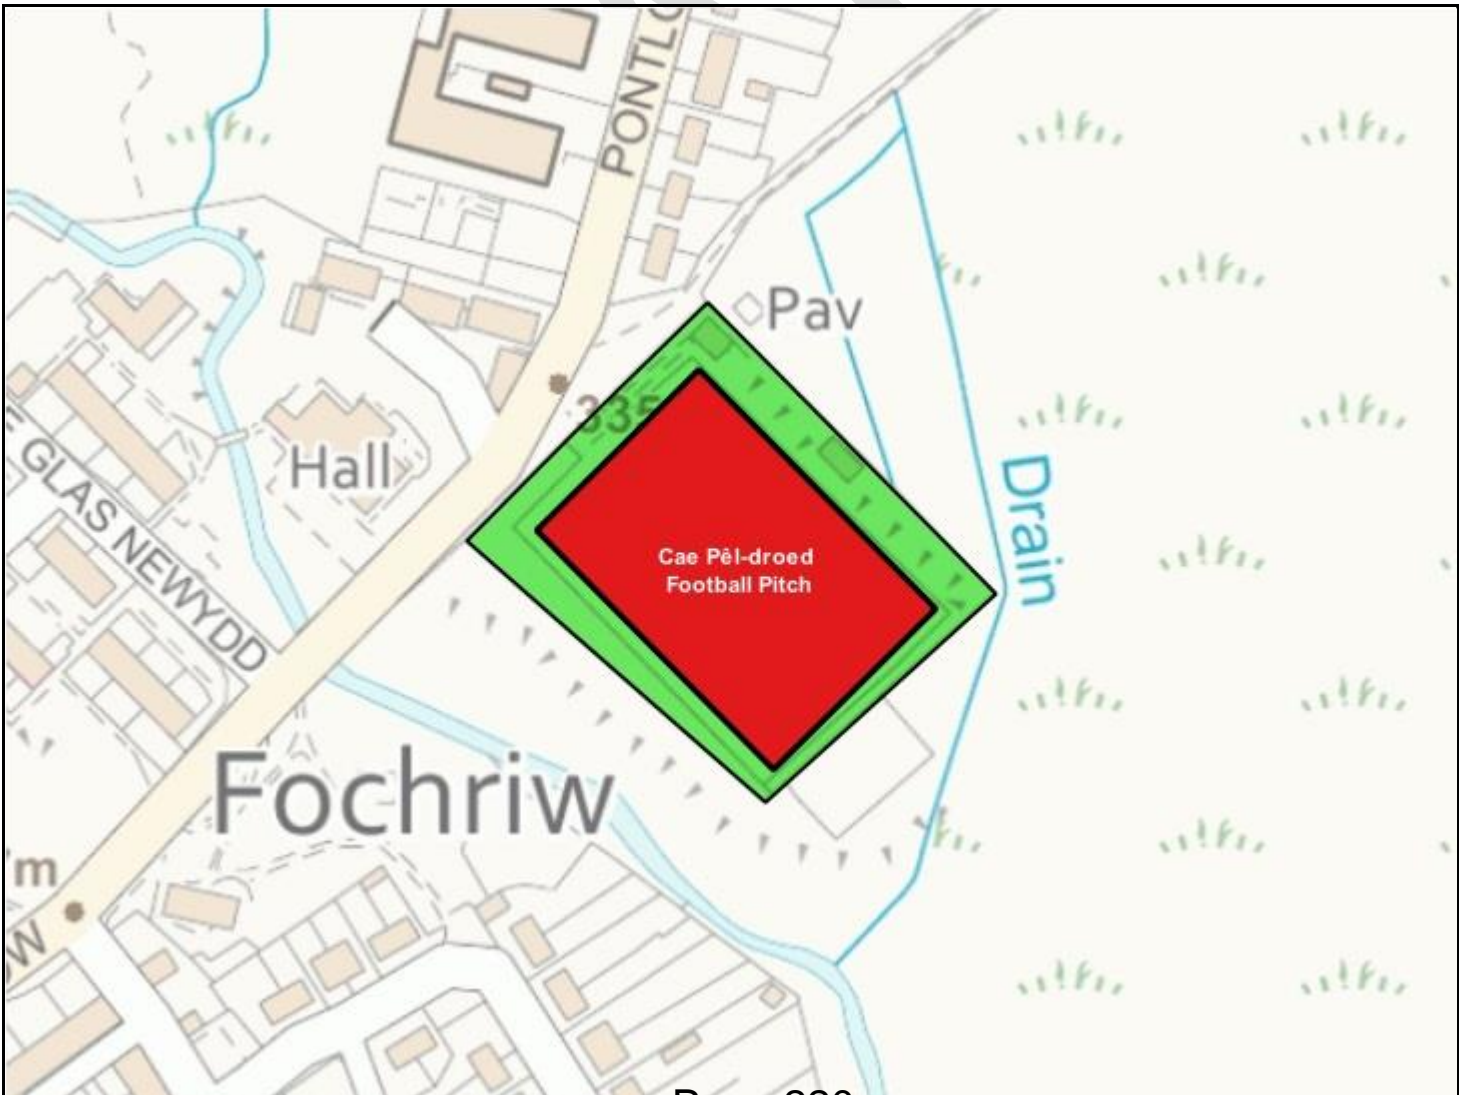 PONTLO
Pav
335
Hall
Cae Pêl-droed
Football Pitch
Drain
GLAS NEWYDD
Fochriw
m